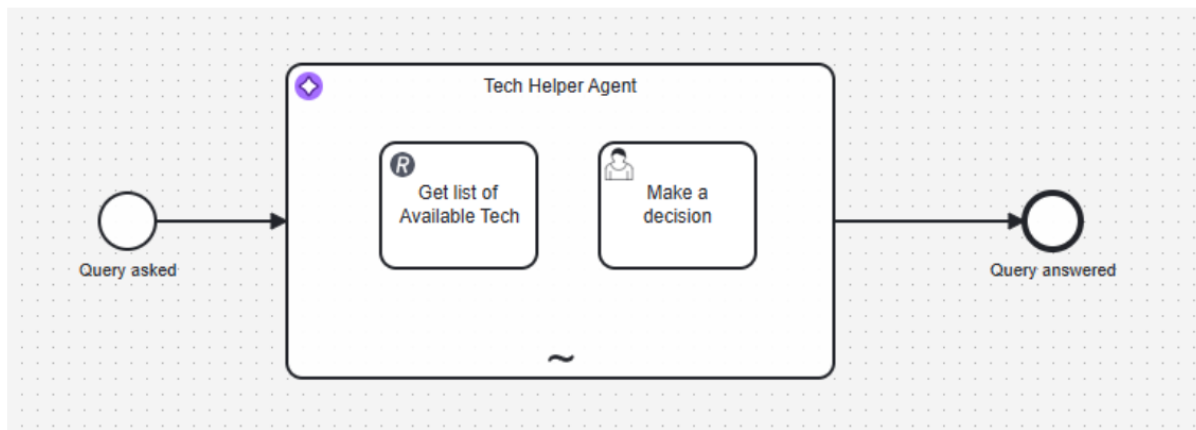 Tech Helper Agent
R
Get list of
Available Tech
Make a
decision
Query asked
Query answered
~